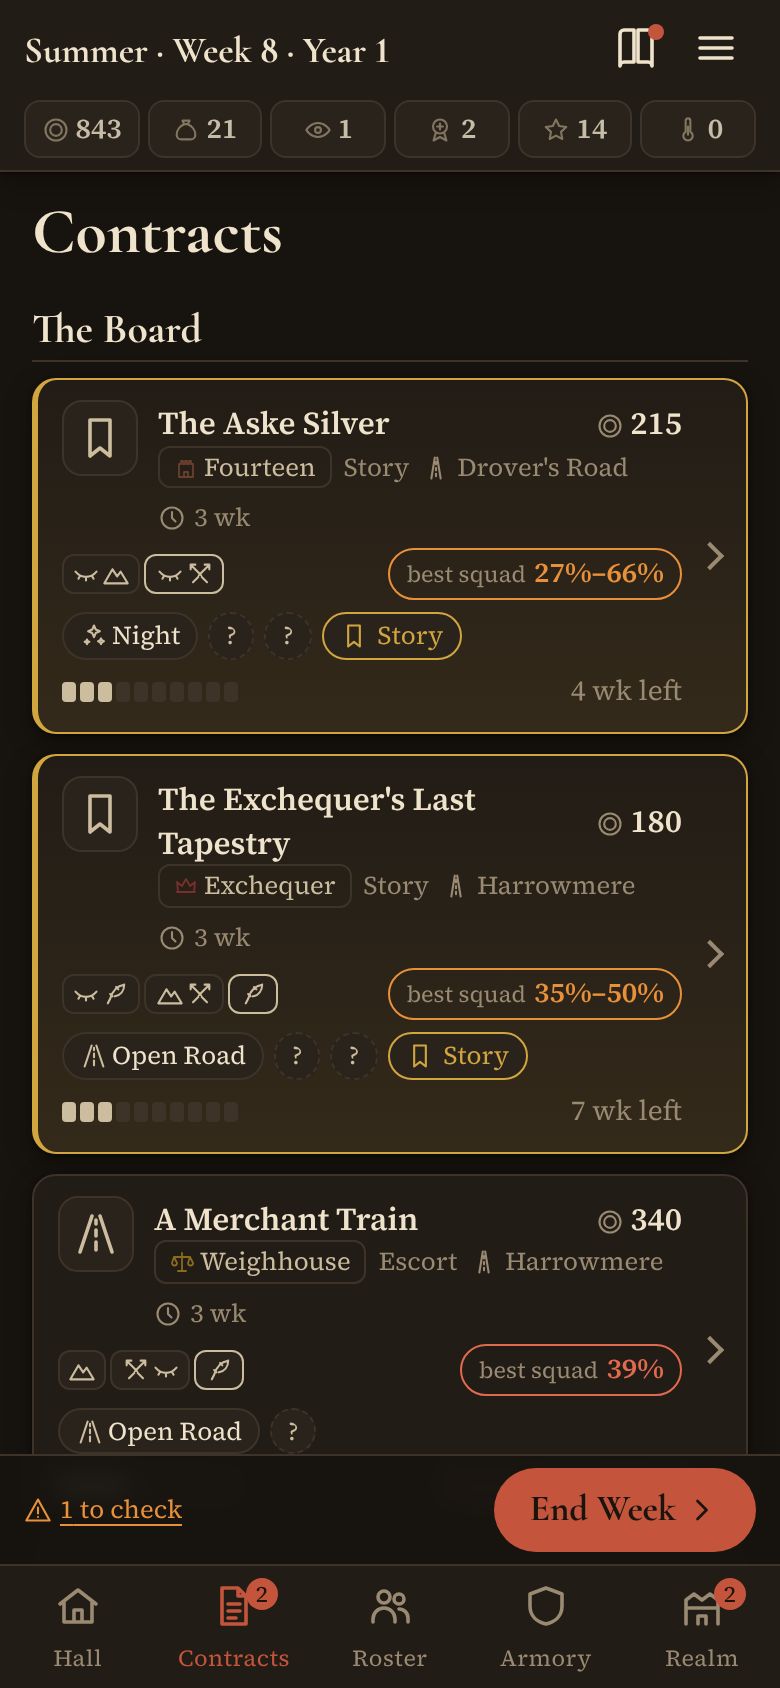 Summer · Week 8 · Year 1
843 21 1 2 14 0
Contracts
The Board
The Aske Silver 215
Fourteen Story Drover's Road
3 wk
best squad 27%–66%
Night ? ? Story
4 wk left
The Exchequer's Last
Tapestry
180
Exchequer Story Harrowmere
3 wk
best squad 35%–50%
Open Road ? ? Story
7 wk left
A Merchant Train 340
Weighhouse Escort Harrowmere
3 wk
best squad 39%
Open Road ?
1 to check End Week
2 2
Hall Contracts Roster Armory Realm